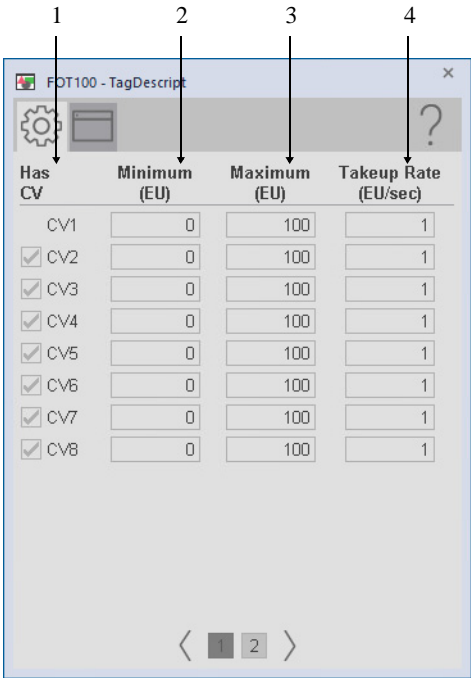 1 2 3 4
FOT100 - TagDescript
?
Has CV Minimum (EU) Maximum (EU) Takeup Rate (EU/sec)
CV1 0 100 1
CV2 0 100 1
CV3 0 100 1
CV4 0 100 1
CV5 0 100 1
CV6 0 100 1
CV7 0 100 1
CV8 0 100 1
1 2